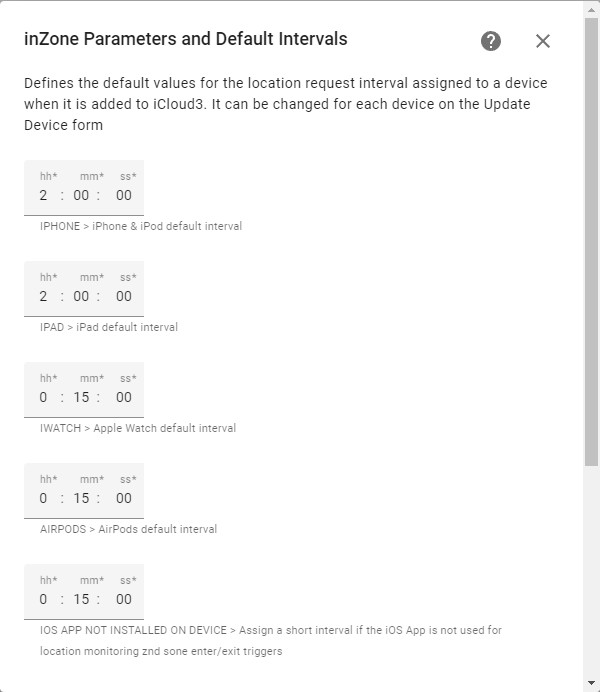 inZone Parameters and Default Intervals
Defines the default values for the location request interval assigned to a device
when it is added to iCloud3. It can be changed for each device on the Update
Device form
hh* mm* ss*
2 : 00 : 00
IPHONE > iPhone & iPod default interval
hh* mm* ss*
2 : 00 : 00
IPAD > iPad default interval
hh* mm* ss*
0 : 15 : 00
IWATCH > Apple Watch default interval
hh* mm* ss*
0 : 15 : 00
AIRPODS > AirPods default interval
hh* mm* ss*
0 : 15 : 00
IOS APP NOT INSTALLED ON DEVICE > Assign a short interval if the iOS App is not used for
location monitoring znd sone enter/exit triggers